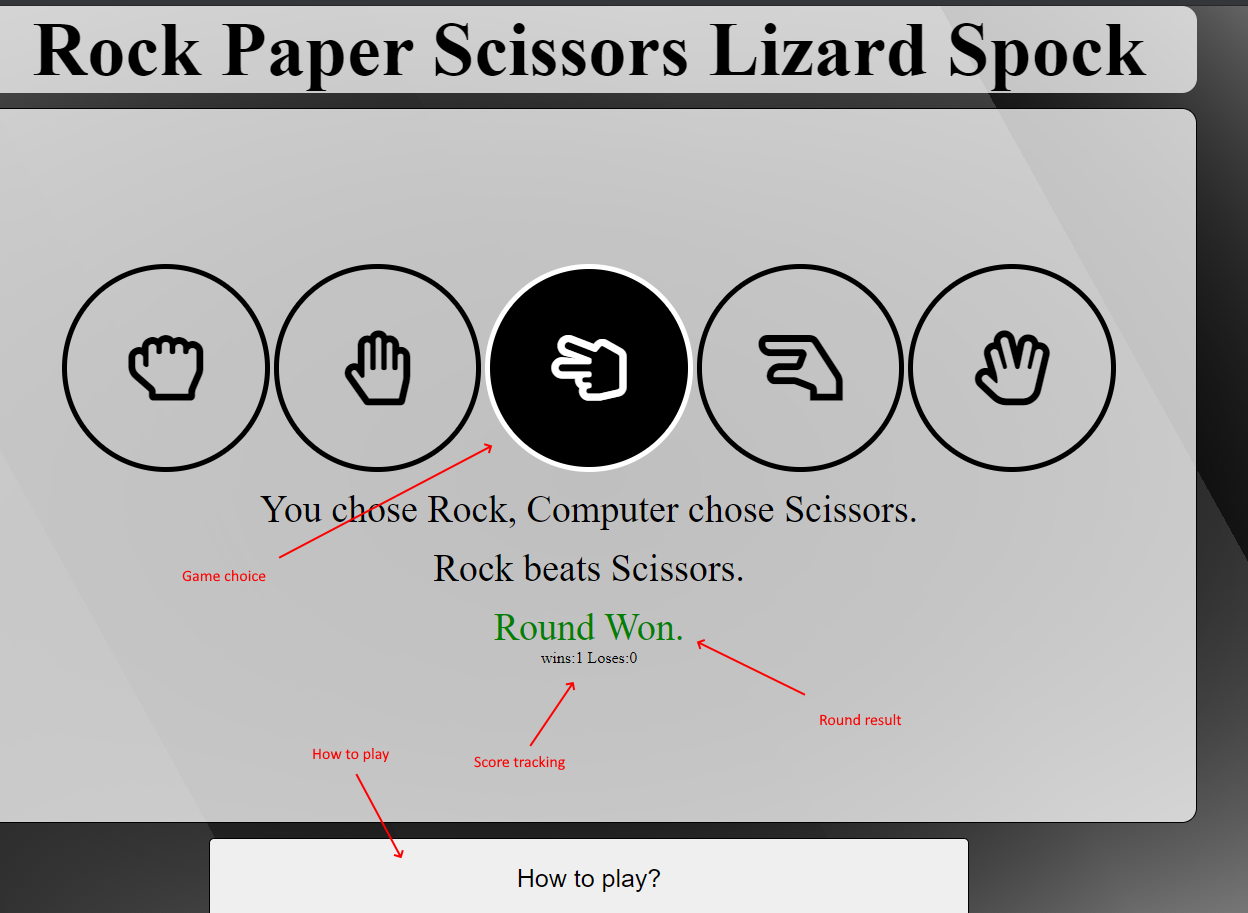 Rock Paper Scissors Lizard Spock
You chose Rock, Computer chose Scissors.
Game choice
Rock beats Scissors.
Round Won.
wins:1 Loses:0
Round result
How to play
Score tracking
How to play?